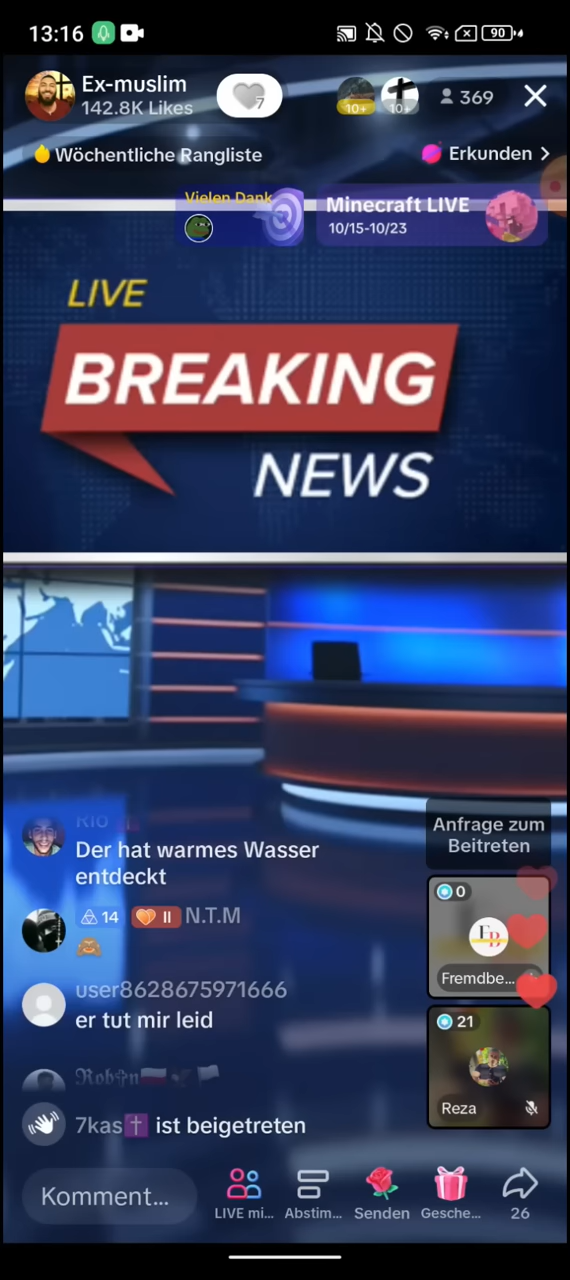 13:16
90
Ex-muslim
142.8K Likes
7
10+
10+
369
Wöchentliche Rangliste
Erkunden
Vielen Dank
Minecraft LIVE
10/15-10/23
LIVE
BREAKING
NEWS
Rio
Der hat warmes Wasser
entdeckt
14
II
N.T.M
user8628675971666
er tut mir leid
7kas✝️ ist beigetreten
Anfrage zum
Beitreten
0
Fremdbe...
21
Reza
Komment...
LIVE mi...
Abstim...
Senden
Gesche...
26